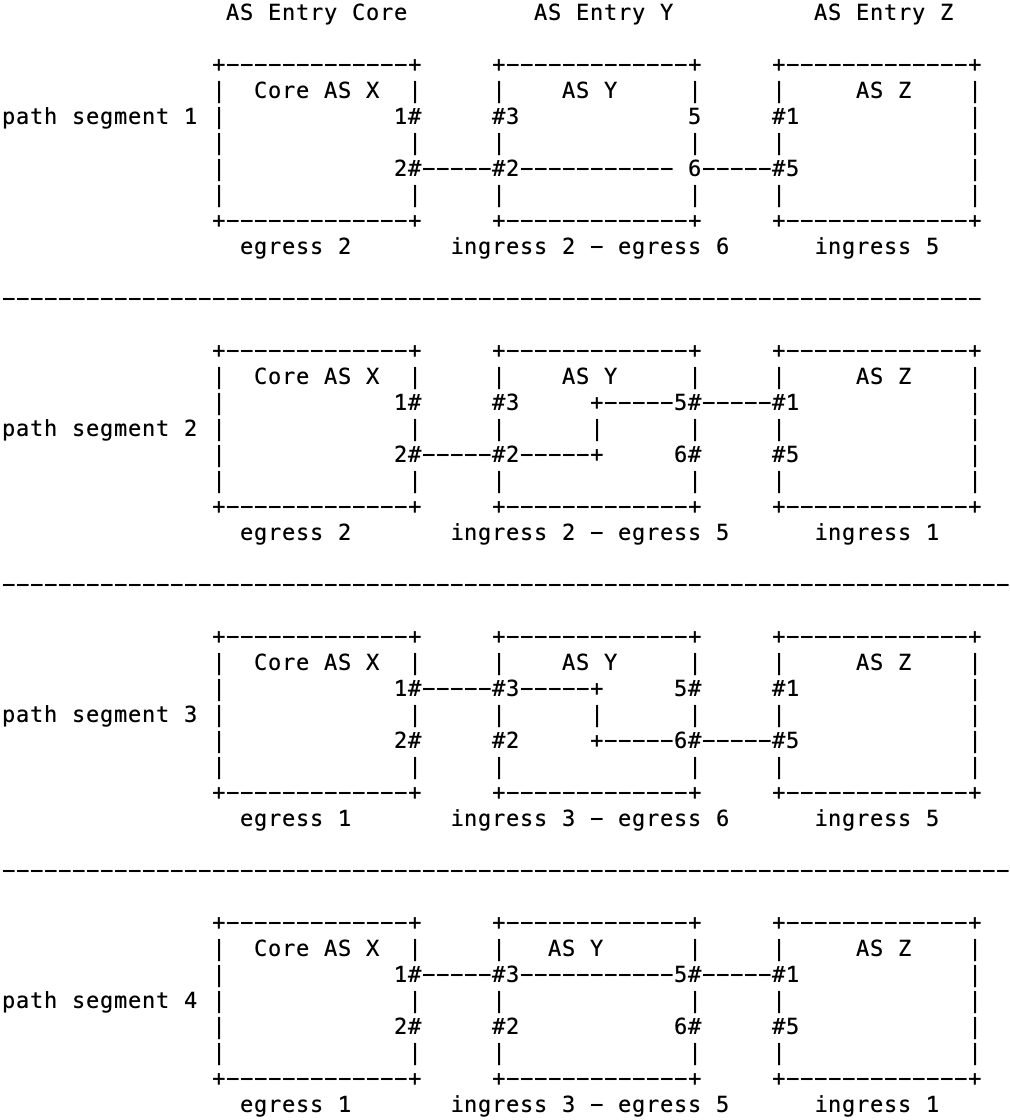 AS Entry Core AS Entry Y AS Entry Z
Core AS X AS Y AS Z
path segment 1 1# #3 5 #1
2# #2 6 #5
egress 2 ingress 2 - egress 6 ingress 5
Core AS X AS Y AS Z
1# #3 5# #1
path segment 2
2# #2 6# #5
egress 2 ingress 2 - egress 5 ingress 1
Core AS X AS Y AS Z
1# #3 5# #1
path segment 3
2# #2 6# #5
egress 1 ingress 3 - egress 6 ingress 5
Core AS X AS Y AS Z
1# #3 5# #1
path segment 4
2# #2 6# #5
egress 1 ingress 3 - egress 5 ingress 1